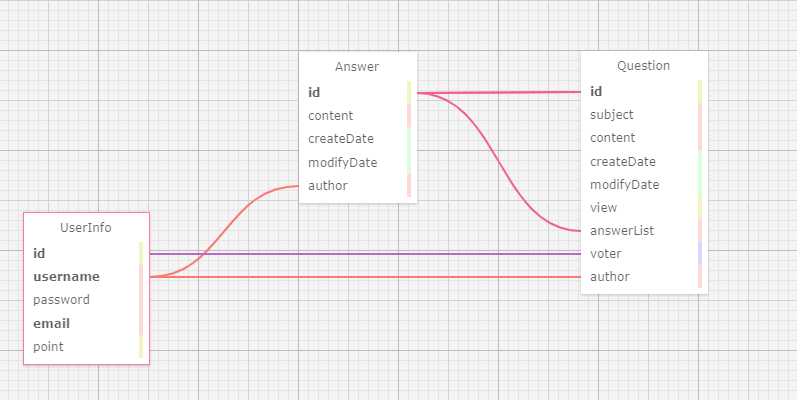 Answer
id
content
createDate
modifyDate
author
Question
id
subject
content
createDate
modifyDate
view
answerList
voter
author
UserInfo
id
username
password
email
point